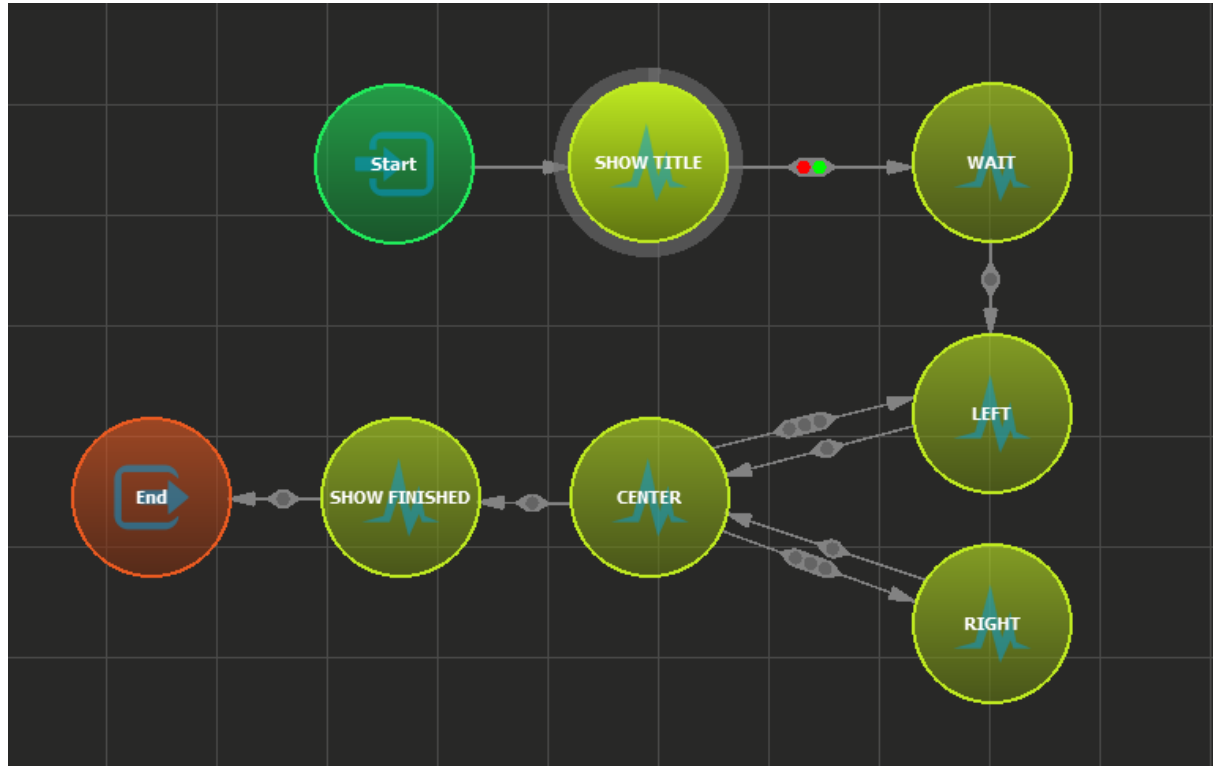 Start
SHOW TITLE
WAIT
LEFT
End
SHOW FINISHED
CENTER
RIGHT